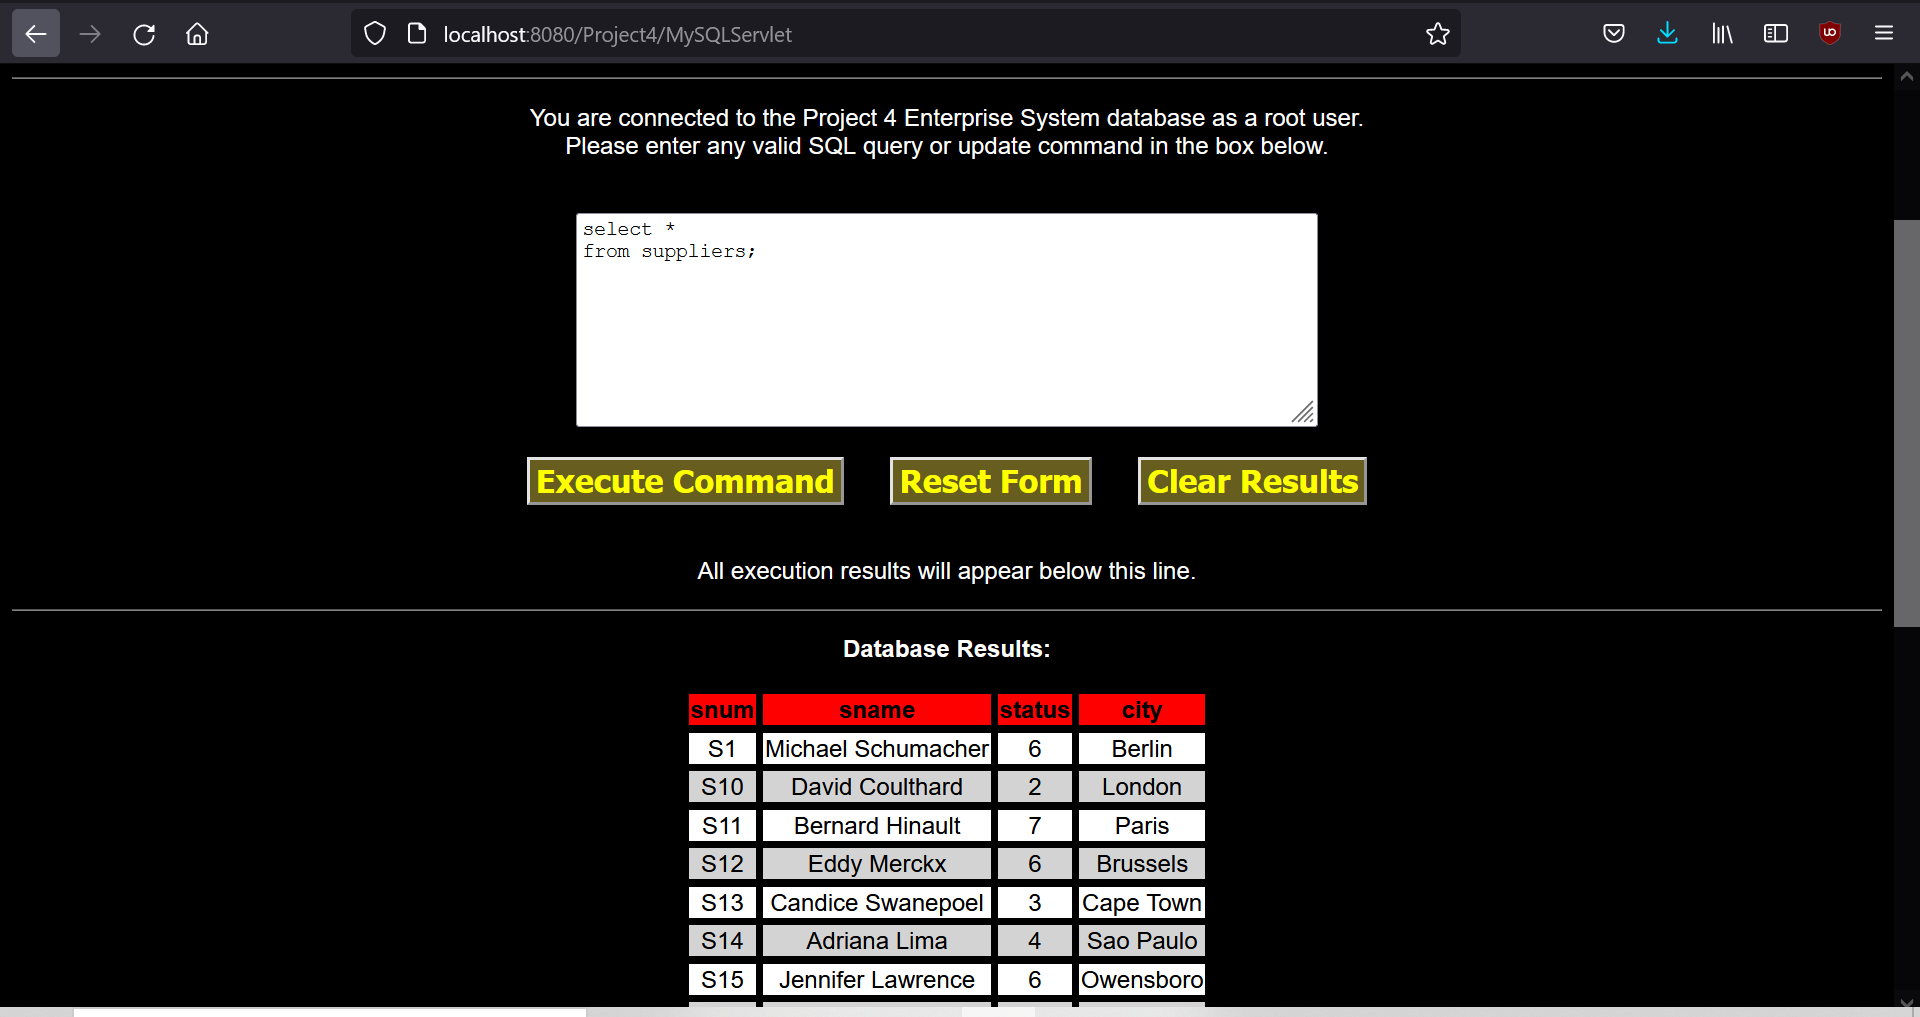 localhost:8080/Project4/MySQLServlet
You are connected to the Project 4 Enterprise System database as a root user.
Please enter any valid SQL query or update command in the box below.
select *
from suppliers;
Execute Command Reset Form Clear Results
All execution results will appear below this line.
Database Results:
snum sname status city
S1 Michael Schumacher 6 Berlin
S10 David Coulthard 2 London
S11 Bernard Hinault 7 Paris
S12 Eddy Merckx 6 Brussels
S13 Candice Swanepoel 3 Cape Town
S14 Adriana Lima 4 Sao Paulo
S15 Jennifer Lawrence 6 Owensboro